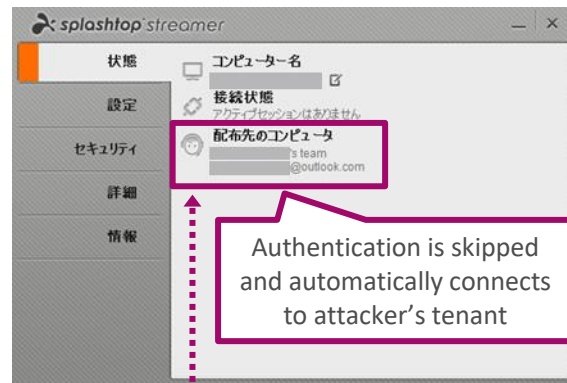 splashtop streamer
状態
設定
セキュリティ
詳細
情報
コンピューター名
接続状態
アクティブセッションはありません
配布先のコンピュータ
's team
@outlook.com
Authentication is skipped
and automatically connects
to attacker's tenant